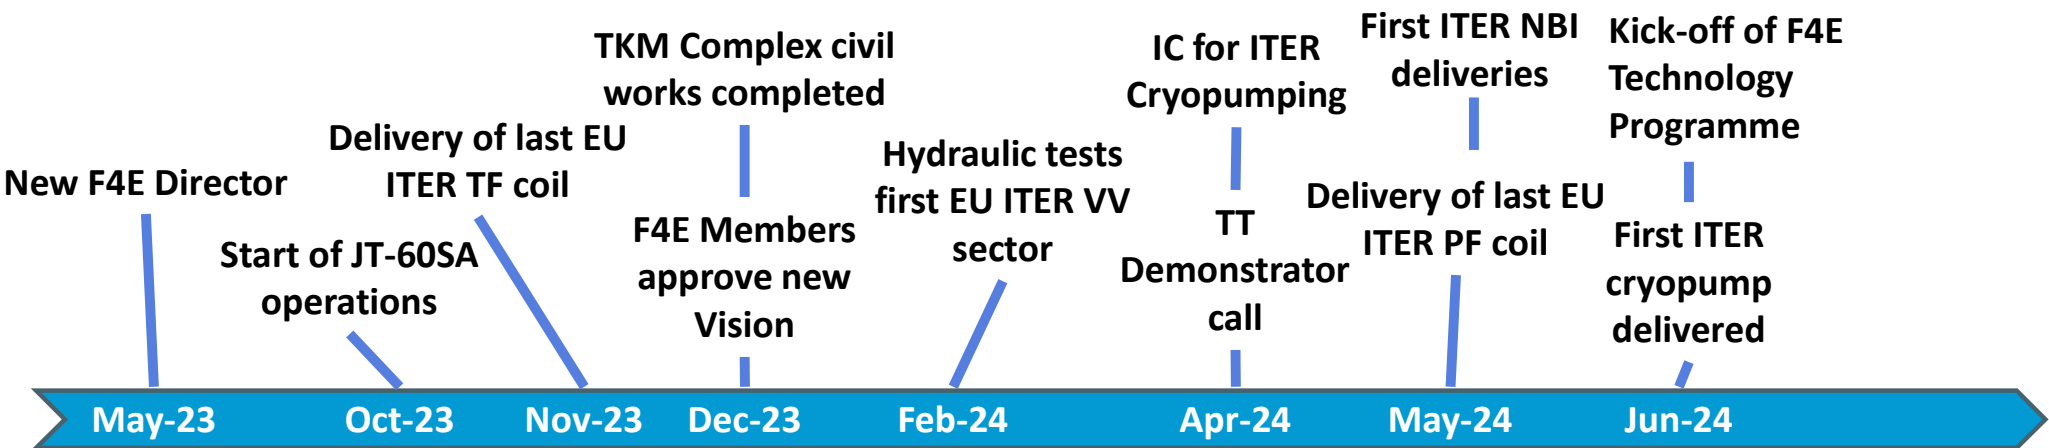 New F4E Director
Start of JT-60SA
operations
Delivery of last EU
ITER TF coil
TKM Complex civil
works completed
F4E Members
approve new
Vision
Hydraulic tests
first EU ITER VV
sector
IC for ITER
Cryopumping
TT
Demonstrator
call
First ITER NBI
deliveries
Delivery of last EU
ITER PF coil
Kick-off of F4E
Technology
Programme
First ITER
cryopump
delivered
May-23
Oct-23
Nov-23
Dec-23
Feb-24
Apr-24
May-24
Jun-24